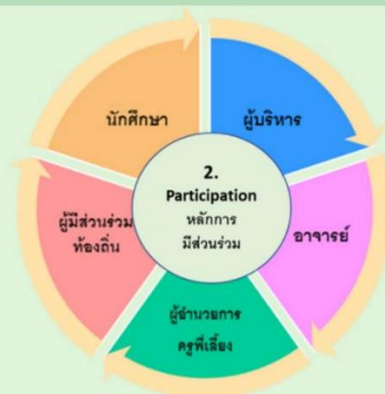 2.
Participation
หลักการ
มีส่วนร่วม
ผู้บริหาร
อาจารย์
ผู้อำนวยการ
ครูพี่เลี้ยง
ผู้มีส่วนร่วม
ท้องถิ่น
นักศึกษา